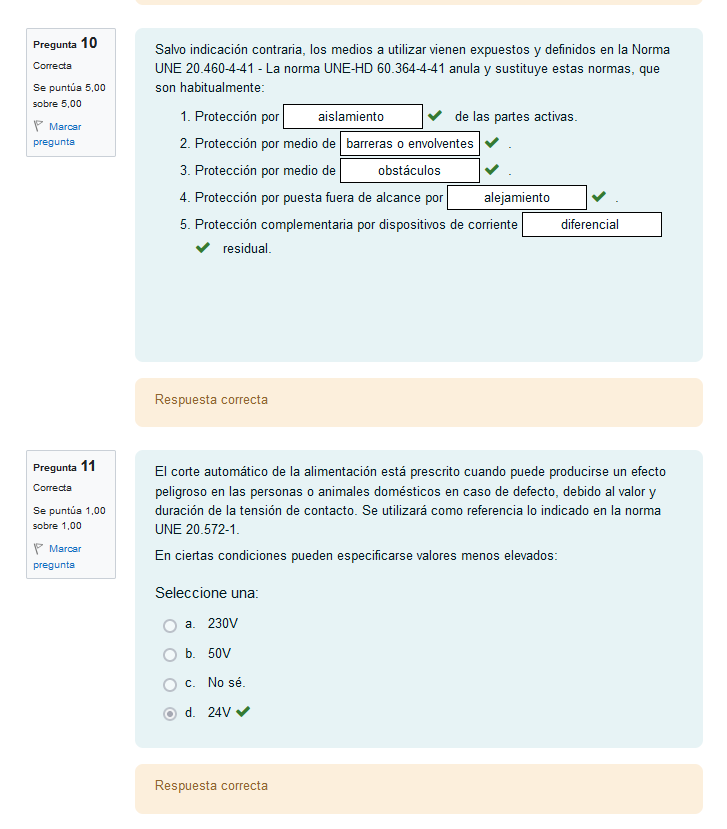 Pregunta 10
Correcta
Se puntúa 5,00
sobre 5,00
Marcar
pregunta
Salvo indicación contraria, los medios a utilizar vienen expuestos y definidos en la Norma
UNE 20.460-4-41 - La norma UNE-HD 60.364-4-41 anula y sustituye estas normas, que
son habitualmente:
1. Protección por aislamiento de las partes activas.
2. Protección por medio de barreras o envolventes .
3. Protección por medio de obstáculos .
4. Protección por puesta fuera de alcance por alejamiento .
5. Protección complementaria por dispositivos de corriente diferencial
residual.
Respuesta correcta
Pregunta 11
Correcta
Se puntúa 1,00
sobre 1,00
Marcar
pregunta
El corte automático de la alimentación está prescrito cuando puede producirse un efecto
peligroso en las personas o animales domésticos en caso de defecto, debido al valor y
duración de la tensión de contacto. Se utilizará como referencia lo indicado en la norma
UNE 20.572-1.
En ciertas condiciones pueden especificarse valores menos elevados:
Seleccione una:
a. 230V
b. 50V
c. No sé.
d. 24V
Respuesta correcta